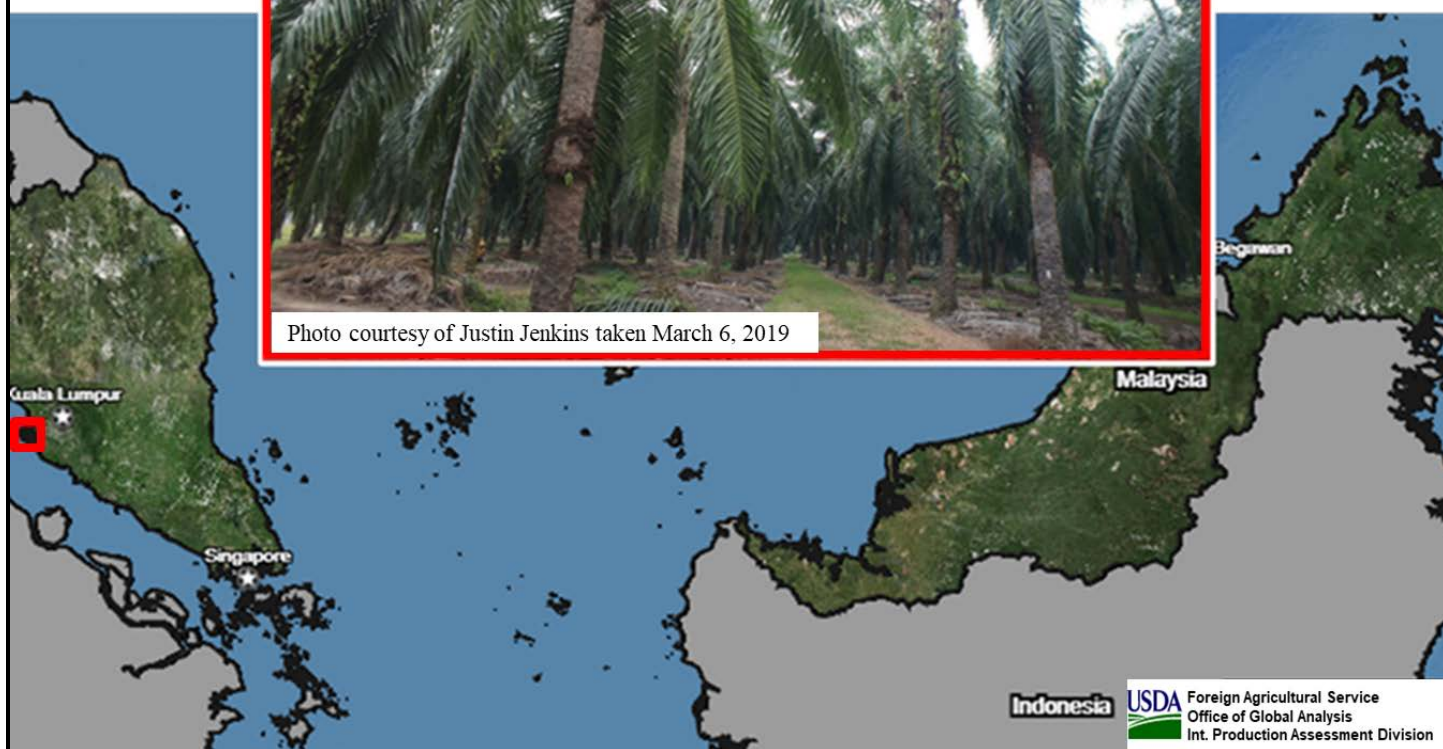 Photo courtesy of Justin Jenkins taken March 6, 2019
Begawan
Malaysia
Kuala Lumpur
Singapore
Indonesia
USDA
Foreign Agricultural Service
Office of Global Analysis
Int. Production Assessment Division